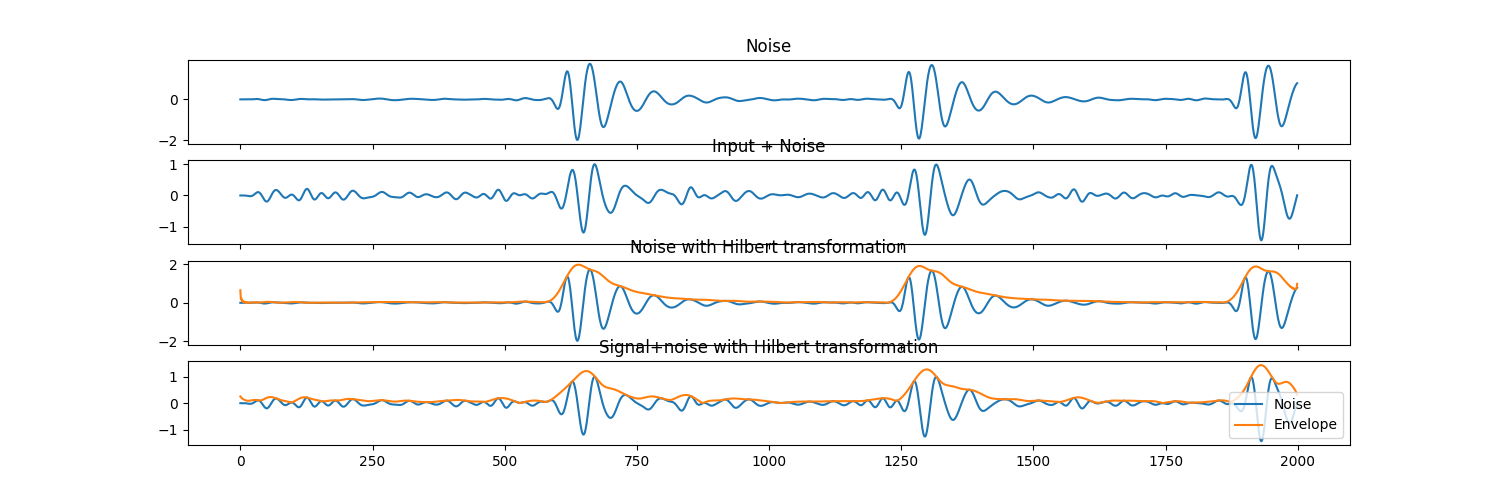 Noise
0
−2
Input + Noise
1
0
−1
Noise with Hilbert transformation
2
0
−2
Signal+noise with Hilbert transformation
1
0
−1
Noise
Envelope
0 250 500 750 1000 1250 1500 1750 2000